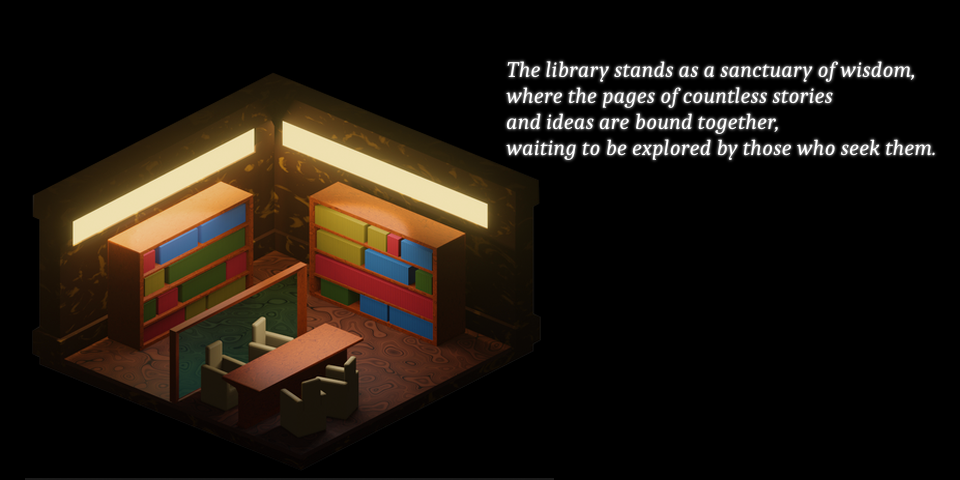 The library stands as a sanctuary of wisdom,
where the pages of countless stories
and ideas are bound together,
waiting to be explored by those who seek them.